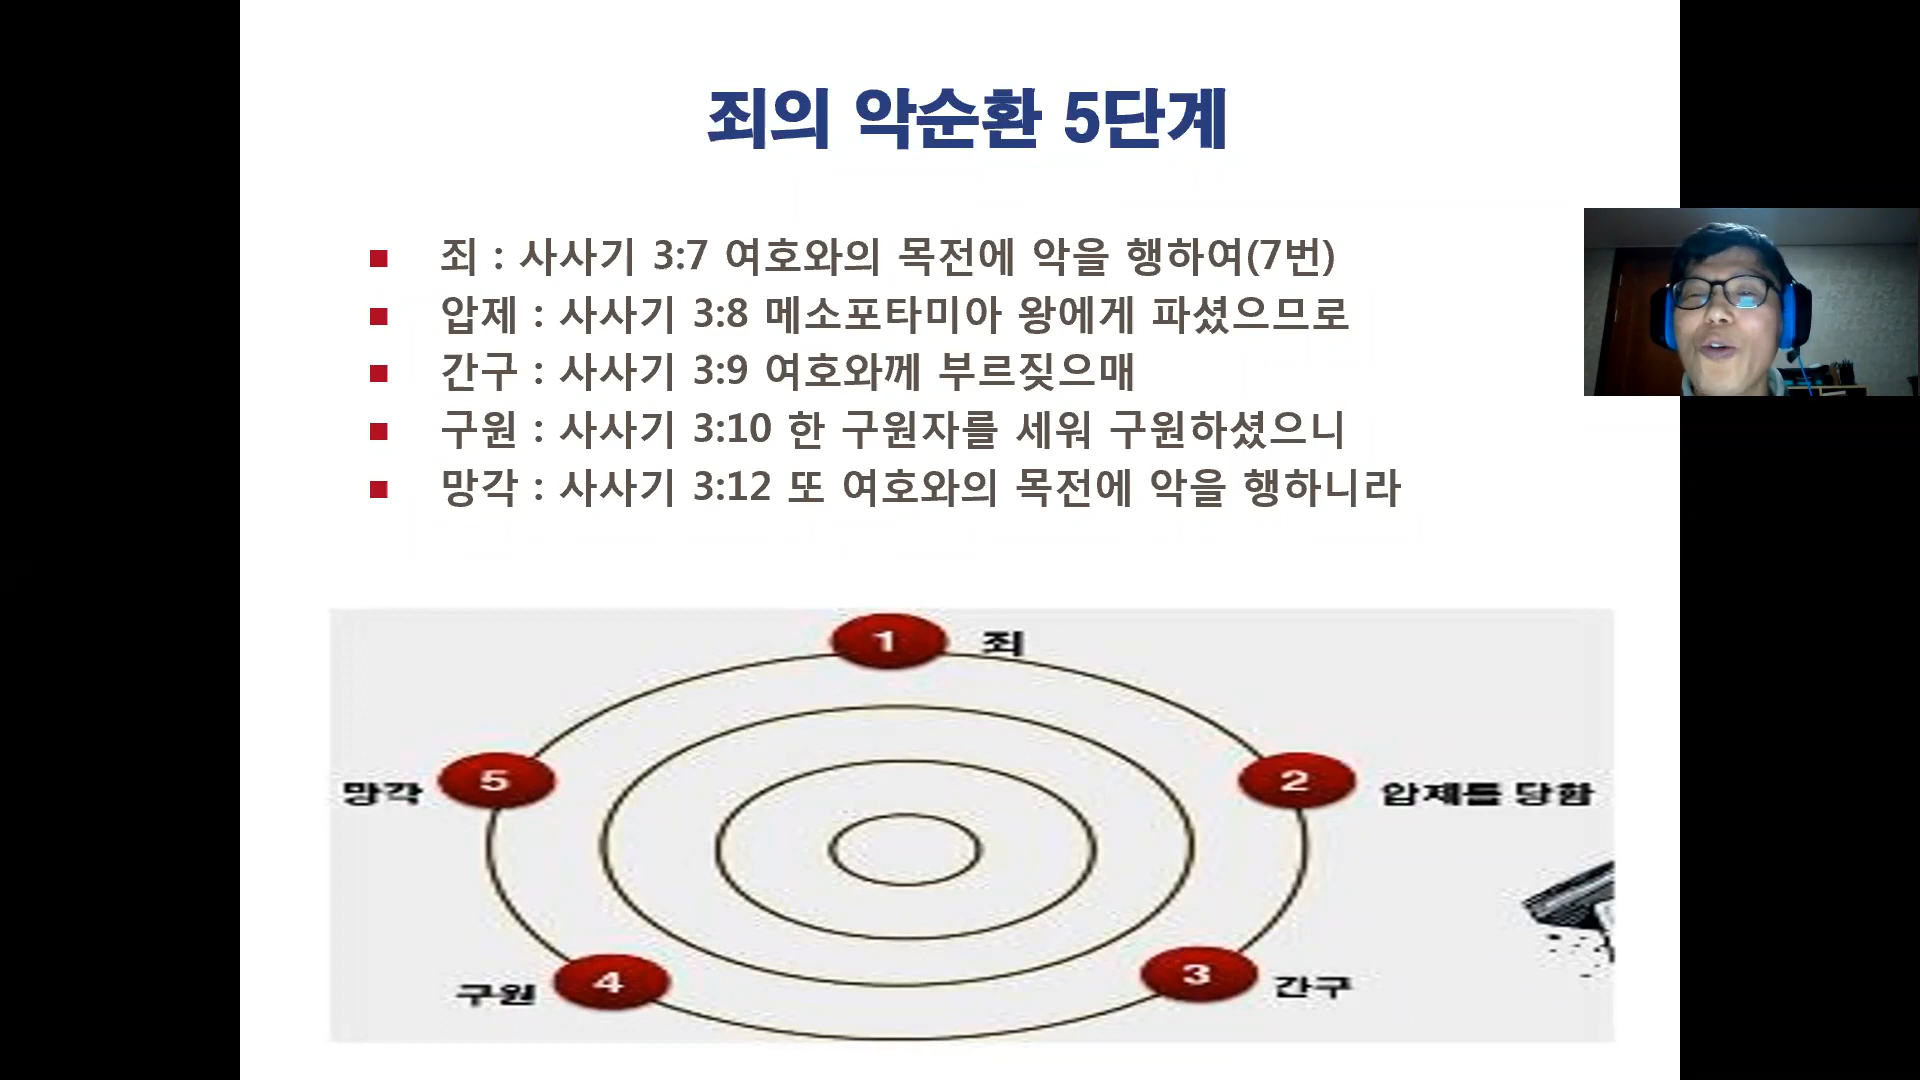 죄의 악순환 5단계
죄 : 사사기 3:7 여호와의 목전에 악을 행하여(7번)
압제 : 사사기 3:8 메소포타미아 왕에게 파셨으므로
간구 : 사사기 3:9 여호와께 부르짖으매
구원 : 사사기 3:10 한 구원자를 세워 구원하셨으니
망각 : 사사기 3:12 또 여호와의 목전에 악을 행하니라
1 죄
5 망각
2 압제를 당함
4 구원
3 간구